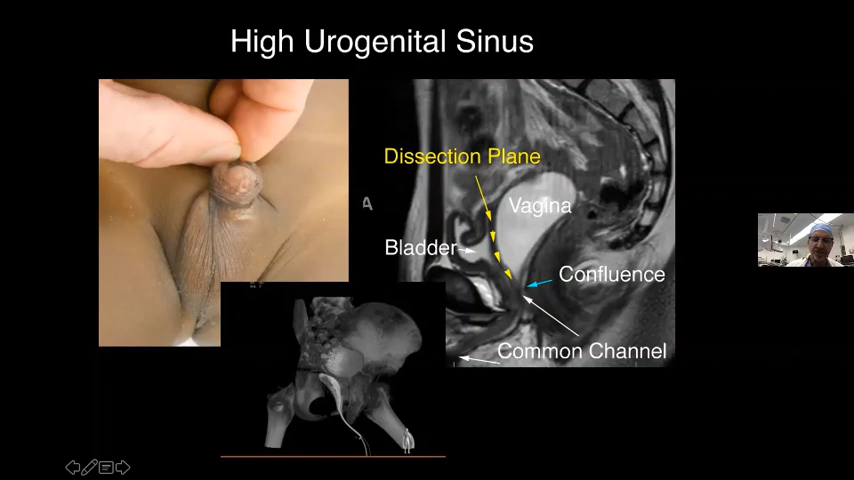 High Urogenital Sinus
Dissection Plane
Vagina
A
Bladder
Confluence
Common Channel